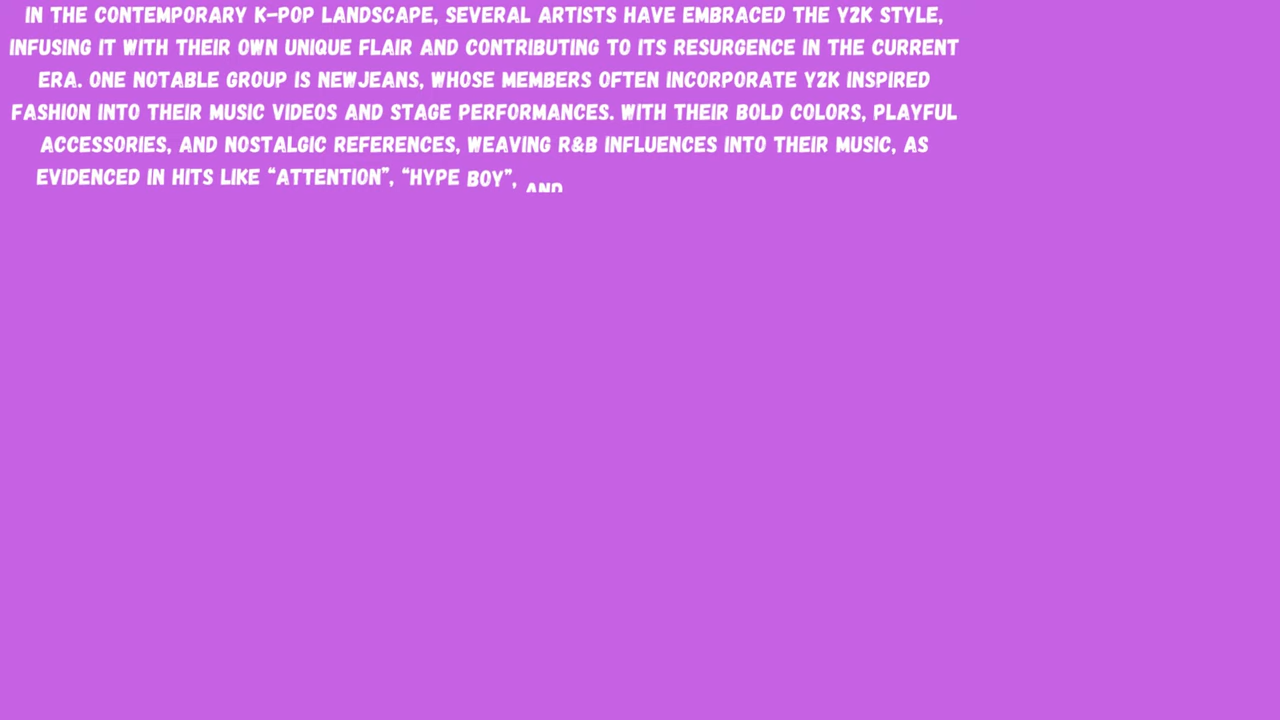 IN THE CONTEMPORARY K-POP LANDSCAPE, SEVERAL ARTISTS HAVE EMBRACED THE Y2K STYLE,
INFUSING IT WITH THEIR OWN UNIQUE FLAIR AND CONTRIBUTING TO ITS RESURGENCE IN THE CURRENT
ERA. ONE NOTABLE GROUP IS NEWJEANS, WHOSE MEMBERS OFTEN INCORPORATE Y2K INSPIRED
FASHION INTO THEIR MUSIC VIDEOS AND STAGE PERFORMANCES. WITH THEIR BOLD COLORS, PLAYFUL
ACCESSORIES, AND NOSTALGIC REFERENCES, WEAVING R&B INFLUENCES INTO THEIR MUSIC, AS
EVIDENCED IN HITS LIKE “ATTENTION”, “HYPE BOY”, AND